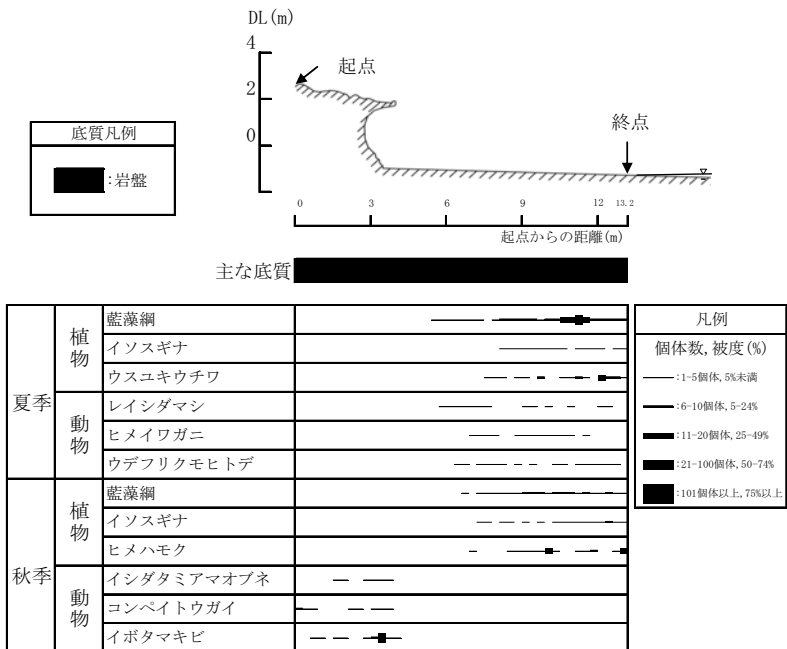 DL(m)
4
2
0
起点
終点
底質凡例
:岩盤
0 3 6 9 12 13.2
起点からの距離(m)
主な底質
夏季
植物
藍藻綱
イソスギナ
ウスユキウチワ
動物
レイシダマシ
ヒメイワガニ
ウデフリクモヒトデ
秋季
植物
藍藻綱
イソスギナ
ヒメハモク
動物
イシダタミアマオブネ
コンペイトウガイ
イボタマキビ
凡例
個体数,被度(%)
:1-5個体,5%未満
:6-10個体,5-24%
:11-20個体,25-49%
:21-100個体,50-74%
:101個体以上,75%以上